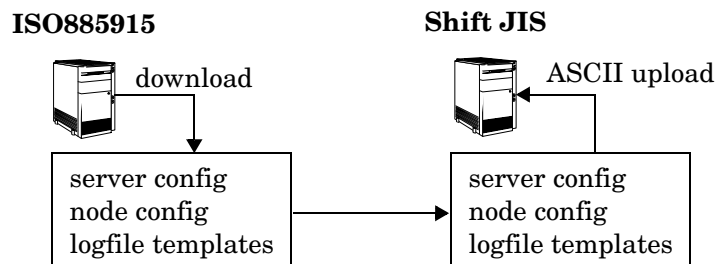 ISO885915
Shift JIS
download
ASCII upload
server config
node config
logfile templates
server config
node config
logfile templates